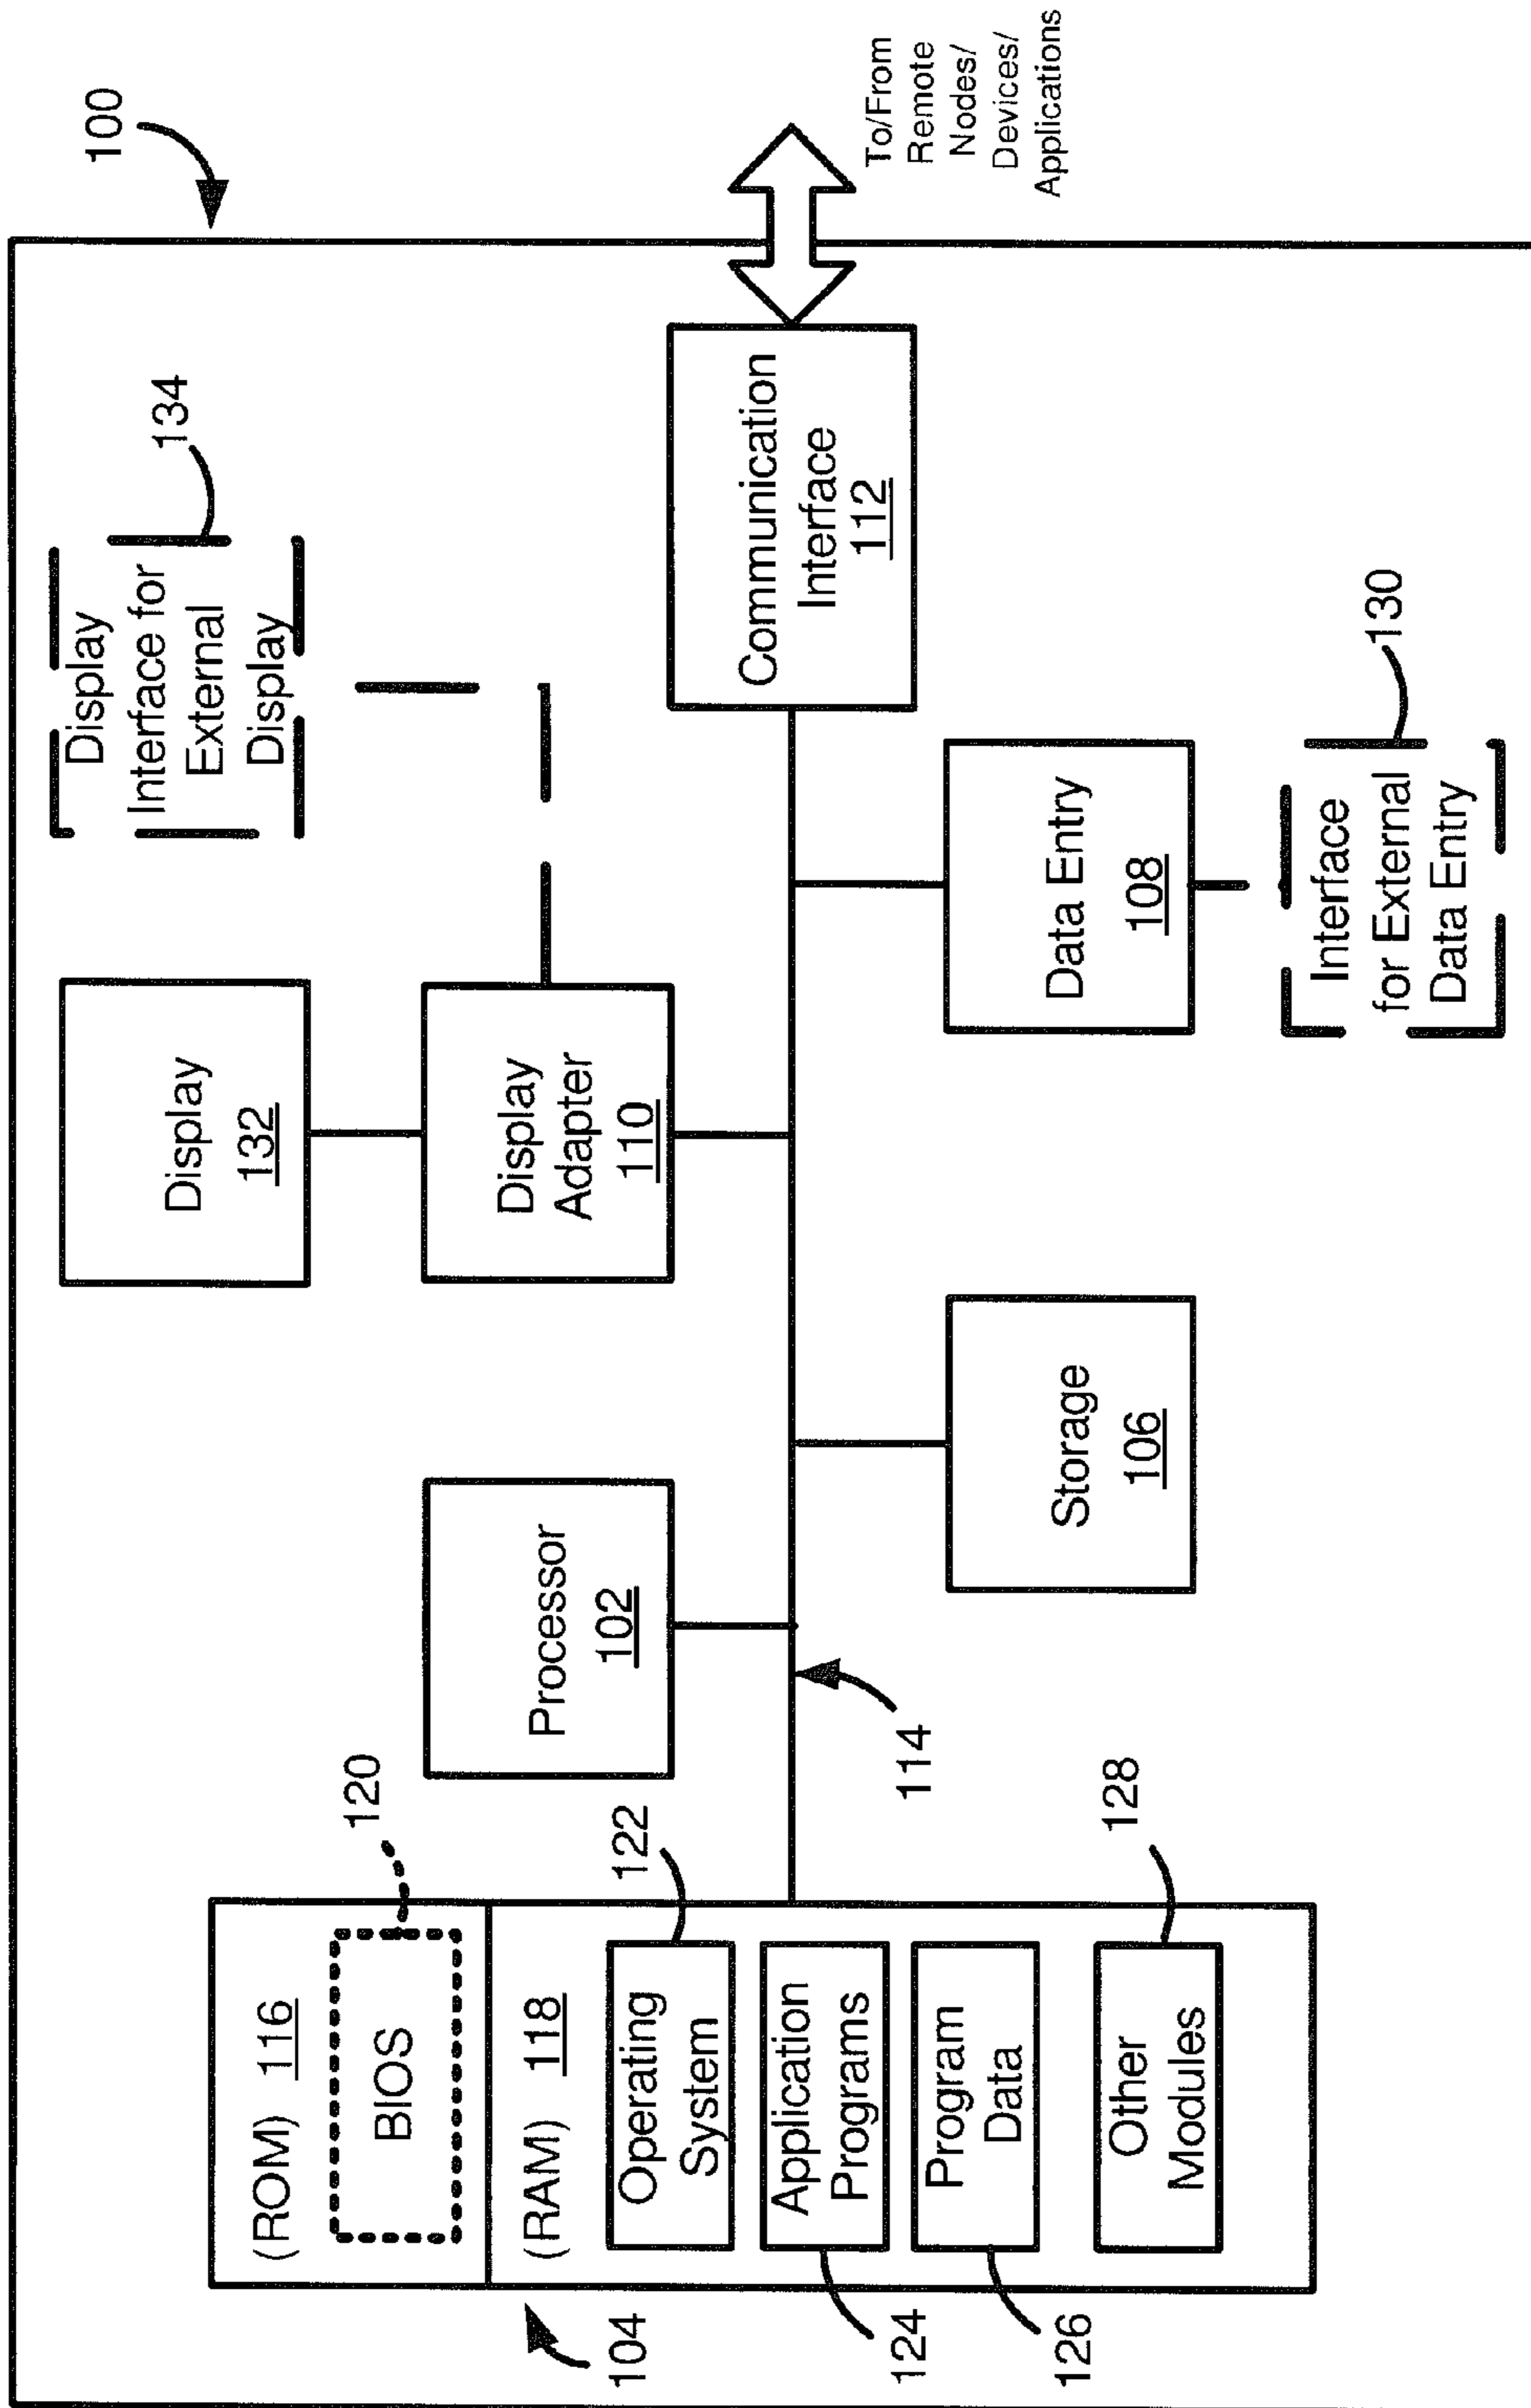 100
(ROM) 116
BIOS
120
(RAM) 118
Operating
System
122
Application
Programs
124
Program
Data
126
Other
Modules
128
104
Processor
102
114
Storage
106
Display
132
Display
Adapter
110
Display
Interface for
External
Display
134
Communication
Interface
112
To/From
Remote
Nodes/
Devices/
Applications
Data Entry
108
Interface
for External
Data Entry
130